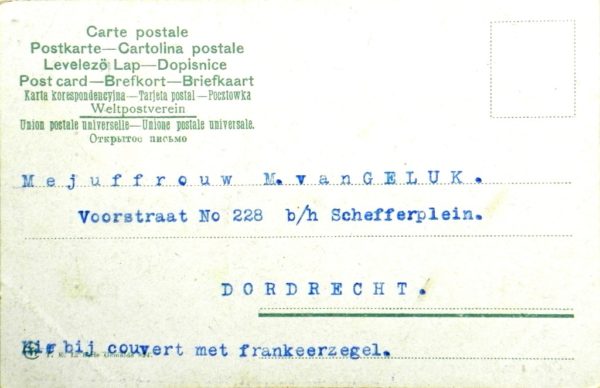 Carte postale
Postkarte—Cartolina postale
Levelező Lap—Dopisnice
Post card—Brefkort—Briefkaart
Karta korespondencyjna—Tarjeta postal—Pocztowka
Weltpostverein
Union postale universelle—Unione postale universale.
Открытое письмо
Mejuffrouw M. vanGELUK.
Voorstraat No 228 b/h Schefferplein.
DORDRECHT.
bij couvert met frankeerzegel.